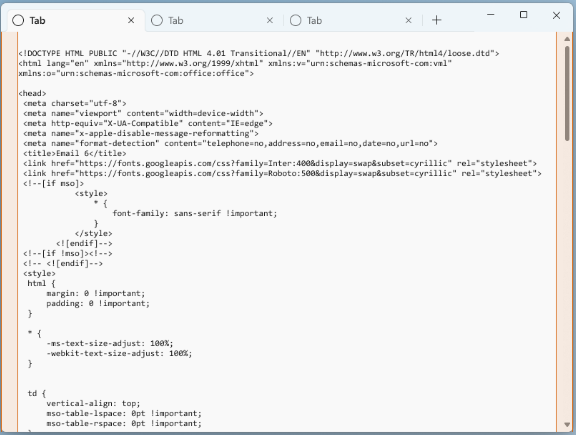 Tab
Tab
Tab
<!DOCTYPE HTML PUBLIC "-//W3C//DTD HTML 4.01 Transitional//EN" "http://www.w3.org/TR/html4/loose.dtd">
<html lang="en" xmlns="http://www.w3.org/1999/xhtml" xmlns:v="urn:schemas-microsoft-com:vml"
xmlns:o="urn:schemas-microsoft-com:office:office">
<head>
<meta charset="utf-8">
<meta name="viewport" content="width=device-width">
<meta http-equiv="X-UA-Compatible" content="IE=edge">
<meta name="x-apple-disable-message-reformatting">
<meta name="format-detection" content="telephone=no,address=no,email=no,date=no,url=no">
<title>Email 6</title>
<link href="https://fonts.googleapis.com/css?family=Inter:400&display=swap&subset=cyrillic" rel="stylesheet">
<link href="https://fonts.googleapis.com/css?family=Roboto:500&display=swap&subset=cyrillic" rel="stylesheet">
<!--[if mso]>
<style>
* {
font-family: sans-serif !important;
}
</style>
<![endif]-->
<!--[if !mso]><!-->
<!-- <![endif]-->
<style>
html {
margin: 0 !important;
padding: 0 !important;
}
* {
-ms-text-size-adjust: 100%;
-webkit-text-size-adjust: 100%;
}
td {
vertical-align: top;
mso-table-lspace: 0pt !important;
mso-table-rspace: 0pt !important;